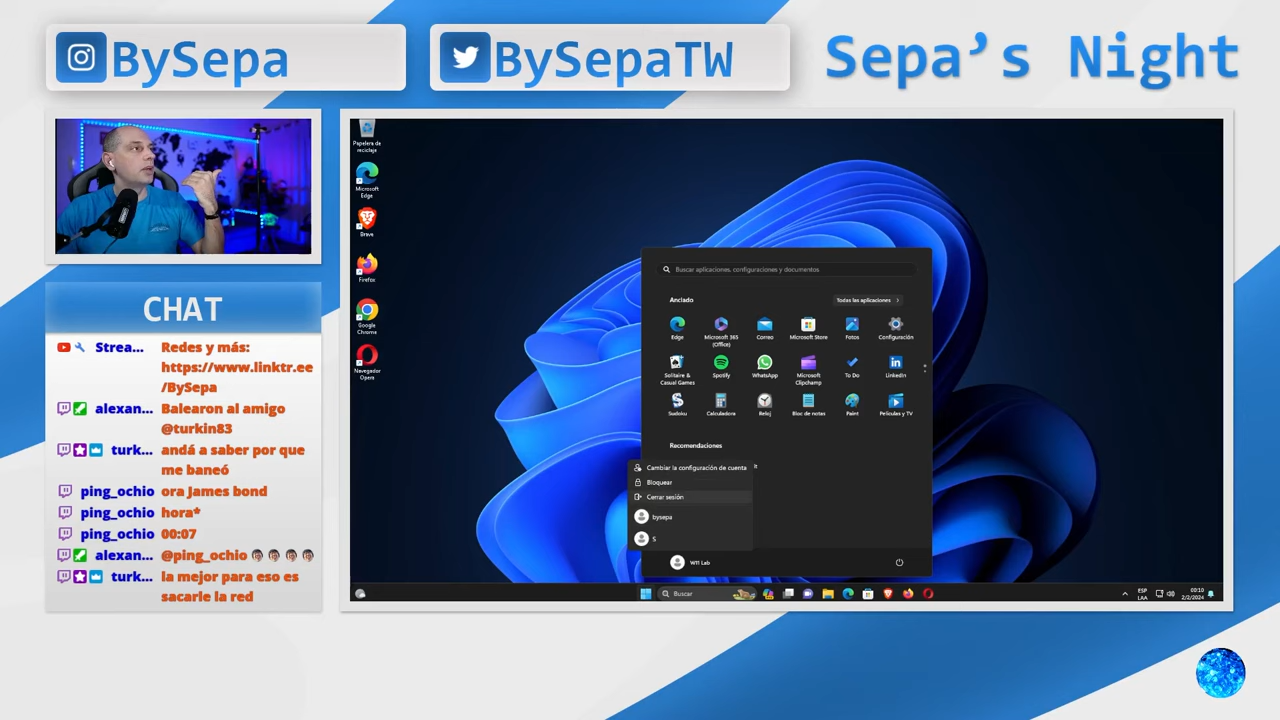 BySepa
BySepaTW
Sepa's Night
CHAT
Strea... Redes y más:
https://www.linktr.ee
/BySepa
alexan... Balearon al amigo
@turkin83
turk... andá a saber por que
me baneó
ping_ochio ora James bond
ping_ochio hora*
ping_ochio 00:07
alexan... @ping_ochio
turk... la mejor para eso es
sacarle la red
Papelera de
reciclaje
Microsoft
Edge
Brave
Firefox
Google
Chrome
Navegador
Opera
Buscar aplicaciones, configuraciones y documentos
Anclado
Todas las aplicaciones
Edge
Microsoft 365
(Office)
Correo
Microsoft Store
Fotos
Configuración
Solitaire &
Casual Games
Spotify
WhatsApp
Microsoft
Clipchamp
To Do
LinkedIn
Sudoku
Calculadora
Reloj
Bloc de notas
Paint
Películas y TV
Recomendaciones
Cambiar la configuración de cuenta
Bloquear
Cerrar sesión
bysepa
S
W11 Lab
Buscar
ESP
LAA
00:10
2/2/2024